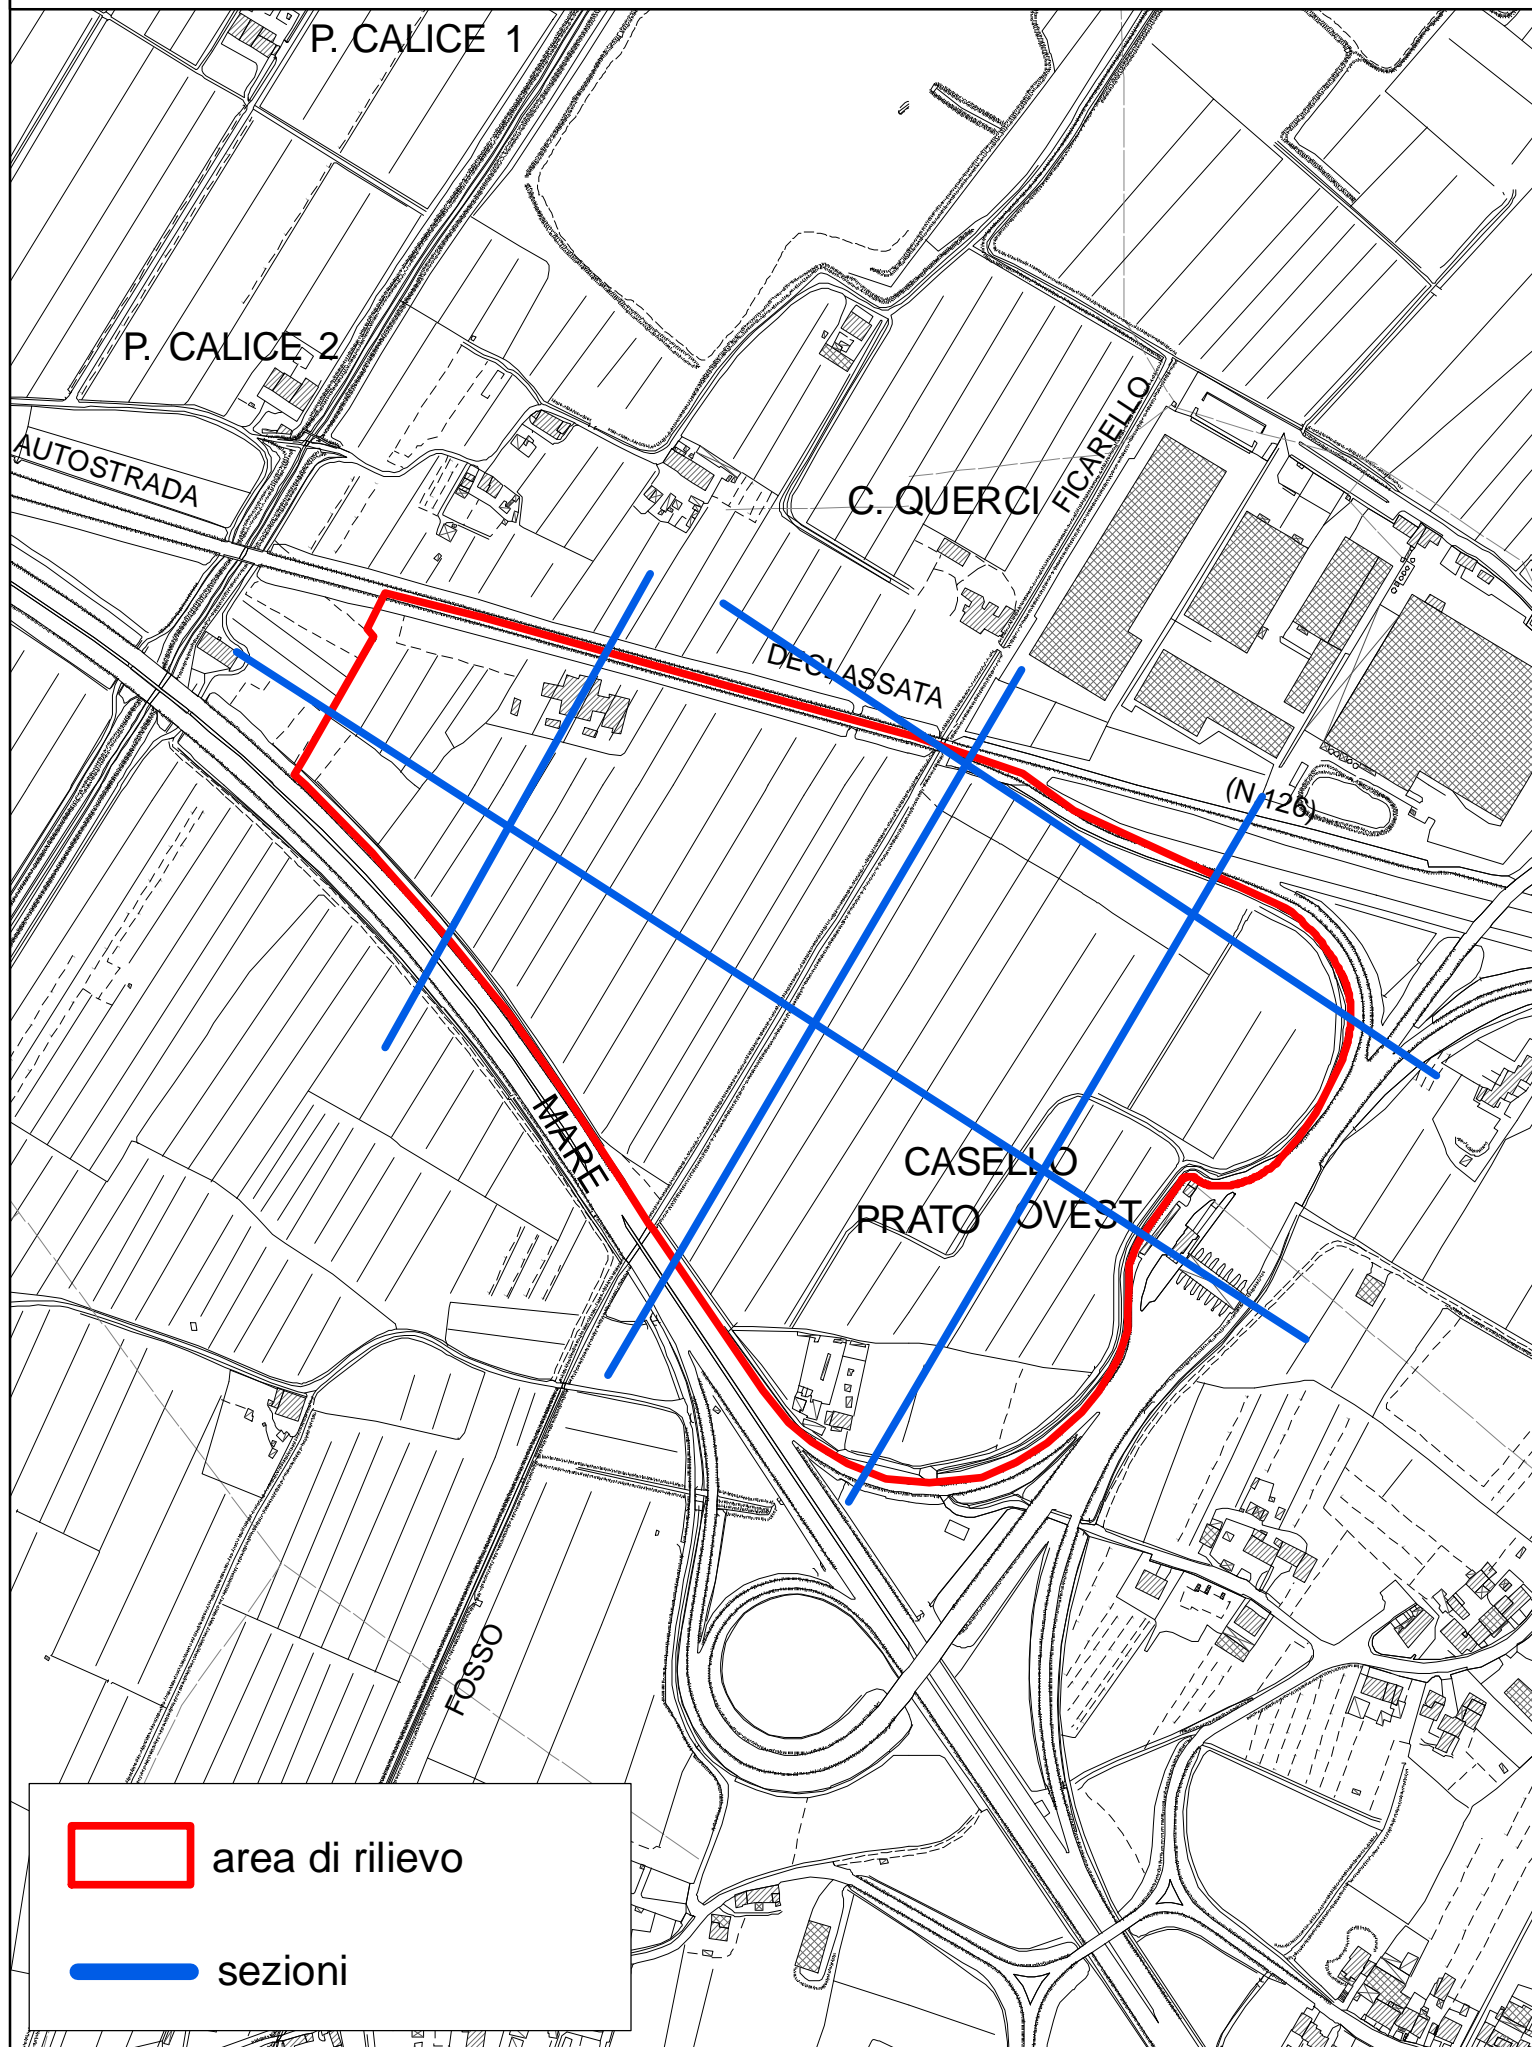 P. CALICE 1
P. CALICE 2
AUTOSTRADA
C. QUERCI
FICARELLO
DECLASSATA
(N 126)
MARE
CASELLO
PRATO OVEST
FOSSO
area di rilievo
sezioni